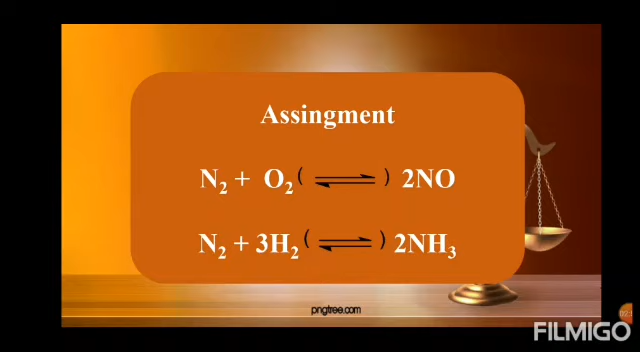 Assingment
N₂ + O₂ ( ⇌ ) 2NO
N₂ + 3H₂ ( ⇌ ) 2NH₃
pngtree.com
FILMIGO